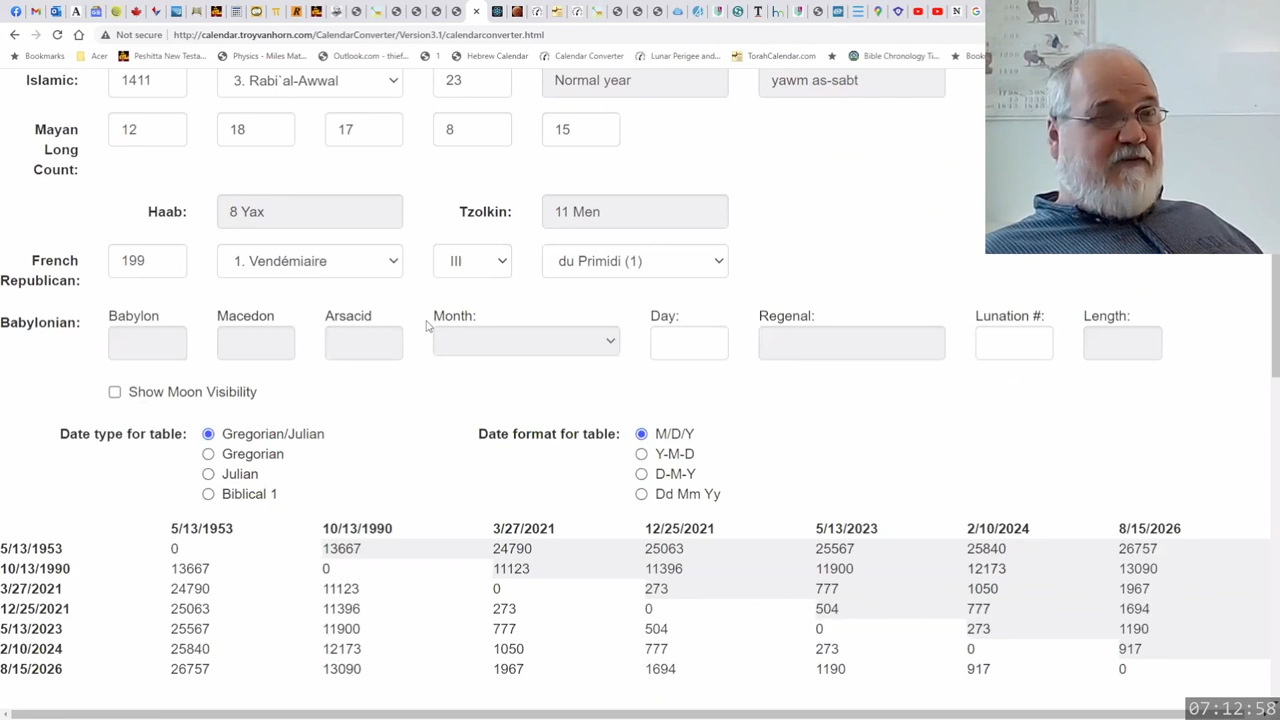 Not secure | http://calendar.troyvanhorn.com/CalendarConverter/Version3.1/calendarconverter.html
Bookmarks Acer Peshitta New Testa... Physics - Miles Mat... Outlook.com - thief... 1 Hebrew Calendar Calendar Converter Lunar Perigee and... TorahCalendar.com Bible Chronology Ti...
Islamic: 1411 3. Rabi`al-Awwal 23 Normal year yawm as-sabt
Mayan Long Count: 12 18 17 8 15
Haab: 8 Yax Tzolkin: 11 Men
French Republican: 199 1. Vendémiaire III du Primidi (1)
Babylonian: Babylon Macedon Arsacid Month: Day: Regenal: Lunation #: Length:
Show Moon Visibility
Date type for table: Gregorian/Julian Date format for table: M/D/Y
Gregorian Y-M-D
Julian D-M-Y
Biblical 1 Dd Mm Yy
5/13/1953 10/13/1990 3/27/2021 12/25/2021 5/13/2023 2/10/2024 8/15/2026
5/13/1953 0 13667 24790 25063 25567 25840 26757
10/13/1990 13667 0 11123 11396 11900 12173 13090
3/27/2021 24790 11123 0 273 777 1050 1967
12/25/2021 25063 11396 273 0 504 777 1694
5/13/2023 25567 11900 777 504 0 273 1190
2/10/2024 25840 12173 1050 777 273 0 917
8/15/2026 26757 13090 1967 1694 1190 917 0
07:12:58